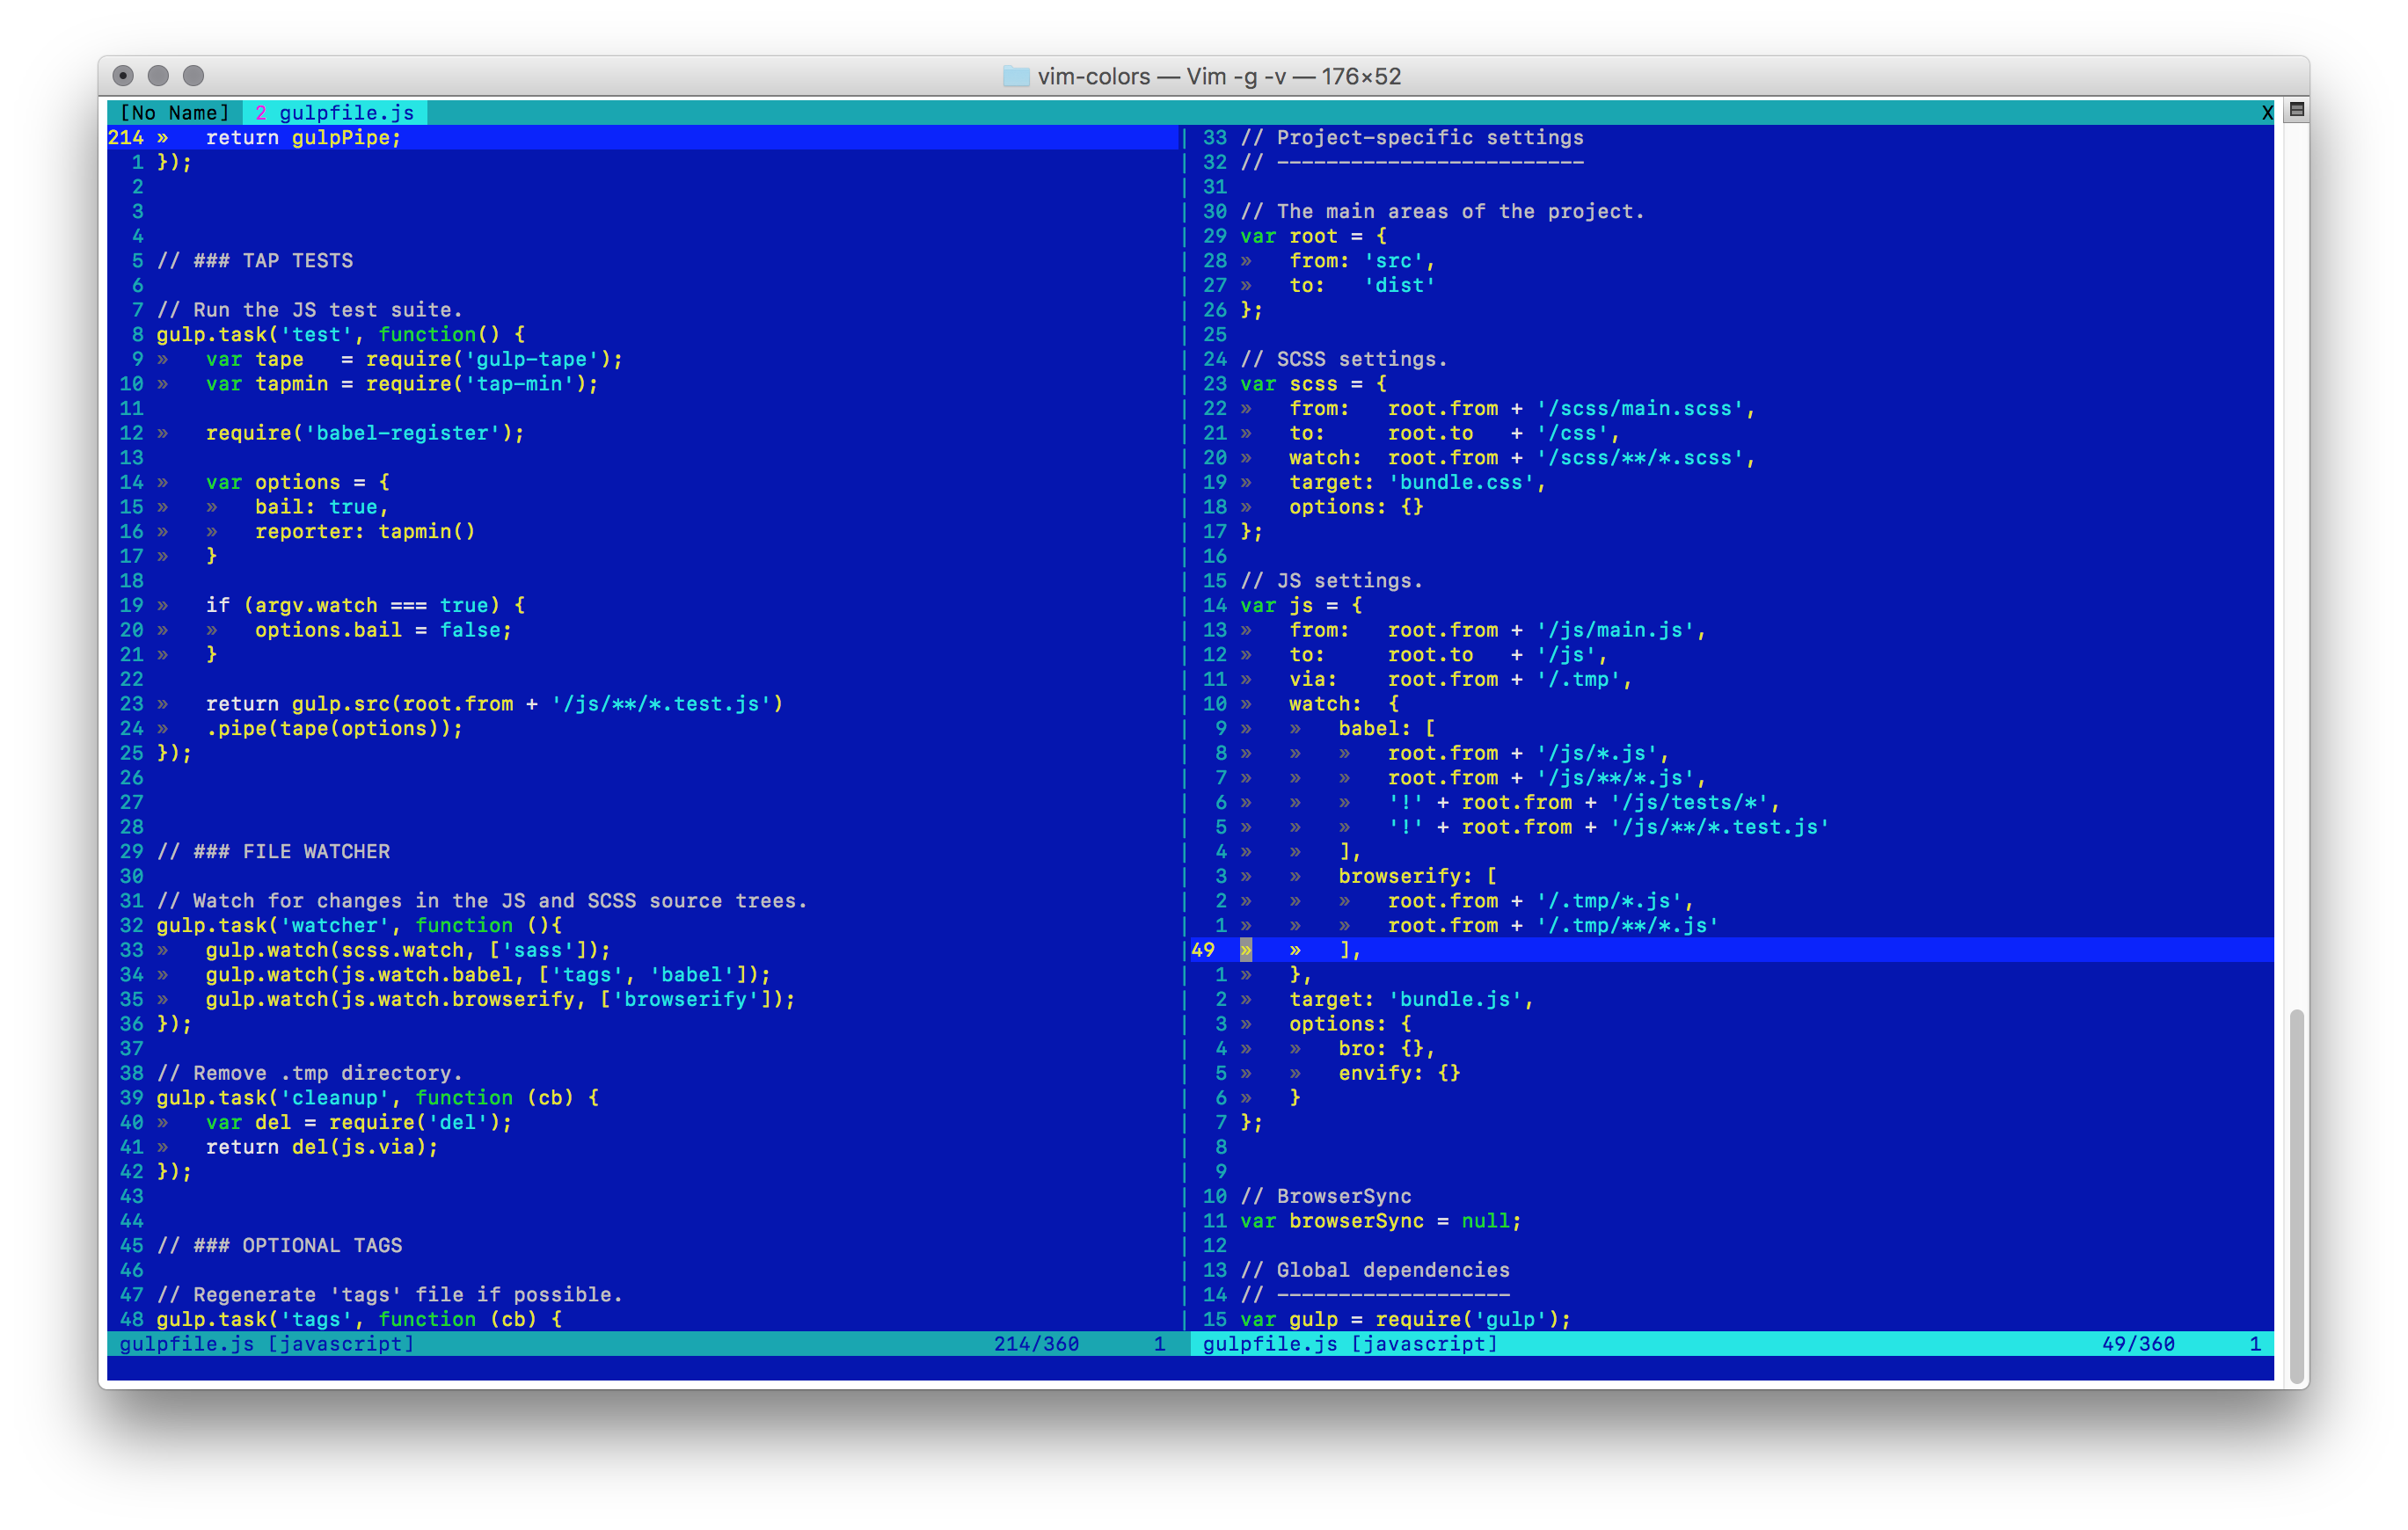 vim-colors — Vim -g -v — 176×52
[No Name]  2 gulpfile.js X
214 »   return gulpPipe;
1 });
2
3
4
5 // ### TAP TESTS
6
7 // Run the JS test suite.
8 gulp.task('test', function() {
9 »   var tape   = require('gulp-tape');
10 »   var tapmin = require('tap-min');
11
12 »   require('babel-register');
13
14 »   var options = {
15 »   »   bail: true,
16 »   »   reporter: tapmin()
17 »   }
18
19 »   if (argv.watch === true) {
20 »   »   options.bail = false;
21 »   }
22
23 »   return gulp.src(root.from + '/js/**/*.test.js')
24 »   .pipe(tape(options));
25 });
26
27
28
29 // ### FILE WATCHER
30
31 // Watch for changes in the JS and SCSS source trees.
32 gulp.task('watcher', function (){
33 »   gulp.watch(scss.watch, ['sass']);
34 »   gulp.watch(js.watch.babel, ['tags', 'babel']);
35 »   gulp.watch(js.watch.browserify, ['browserify']);
36 });
37
38 // Remove .tmp directory.
39 gulp.task('cleanup', function (cb) {
40 »   var del = require('del');
41 »   return del(js.via);
42 });
43
44
45 // ### OPTIONAL TAGS
46
47 // Regenerate 'tags' file if possible.
48 gulp.task('tags', function (cb) {
gulpfile.js [javascript] 214/360 1
33 // Project-specific settings
32 // -------------------------
31
30 // The main areas of the project.
29 var root = {
28 »   from: 'src',
27 »   to:   'dist'
26 };
25
24 // SCSS settings.
23 var scss = {
22 »   from:   root.from + '/scss/main.scss',
21 »   to:     root.to   + '/css',
20 »   watch:  root.from + '/scss/**/*.scss',
19 »   target: 'bundle.css',
18 »   options: {}
17 };
16
15 // JS settings.
14 var js = {
13 »   from:   root.from + '/js/main.js',
12 »   to:     root.to   + '/js',
11 »   via:    root.from + '/.tmp',
10 »   watch:  {
9 »   »   babel: [
8 »   »   »   root.from + '/js/*.js',
7 »   »   »   root.from + '/js/**/*.js',
6 »   »   »   '!' + root.from + '/js/tests/*',
5 »   »   »   '!' + root.from + '/js/**/*.test.js'
4 »   »   ],
3 »   »   browserify: [
2 »   »   »   root.from + '/.tmp/*.js',
1 »   »   »   root.from + '/.tmp/**/*.js'
49 »   »   ],
1 »   },
2 »   target: 'bundle.js',
3 »   options: {
4 »   »   bro: {},
5 »   »   envify: {}
6 »   }
7 };
8
9
10 // BrowserSync
11 var browserSync = null;
12
13 // Global dependencies
14 // -------------------
15 var gulp = require('gulp');
gulpfile.js [javascript] 49/360 1